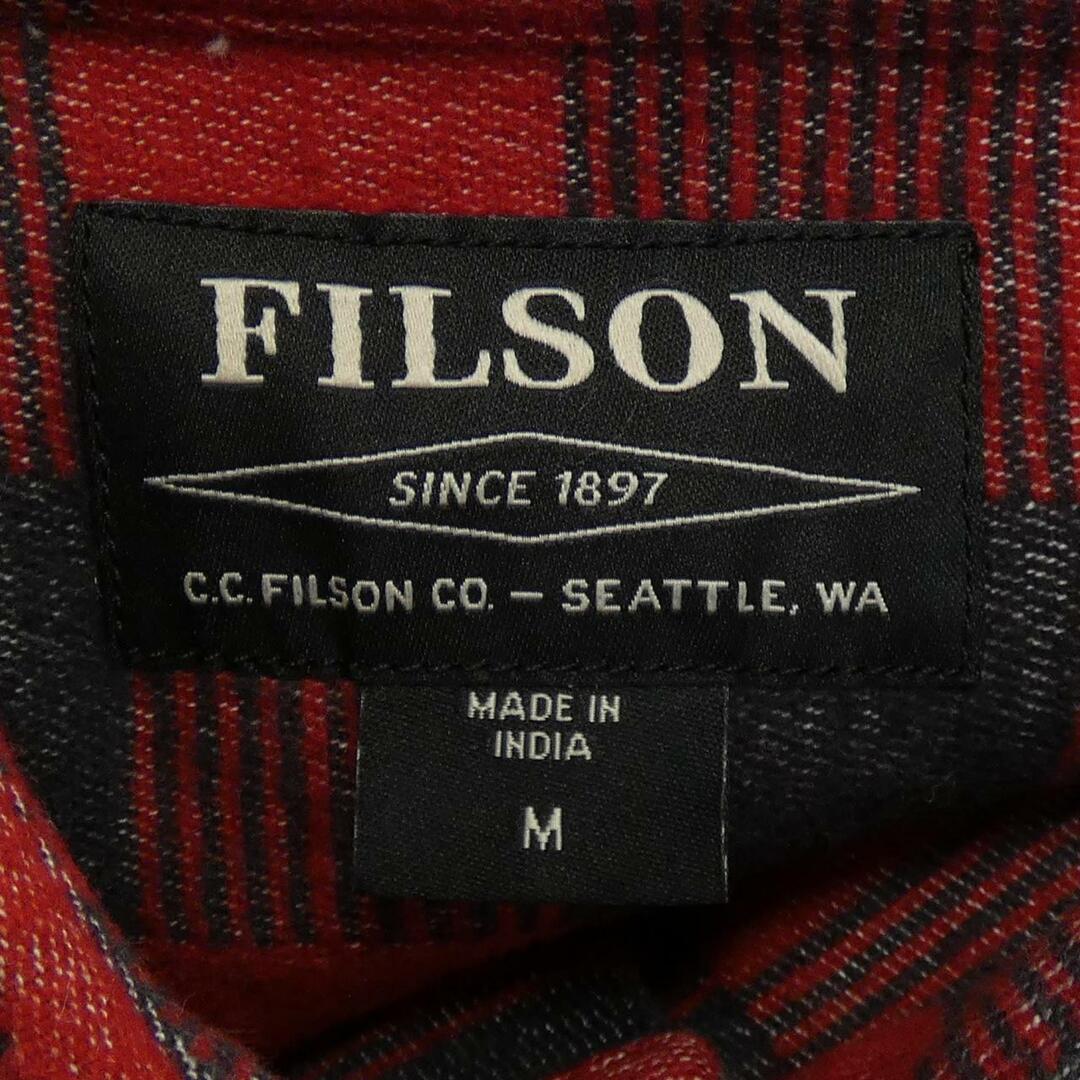 FILSON
SINCE 1897
C.C. FILSON CO. – SEATTLE, WA
MADE IN
INDIA
M